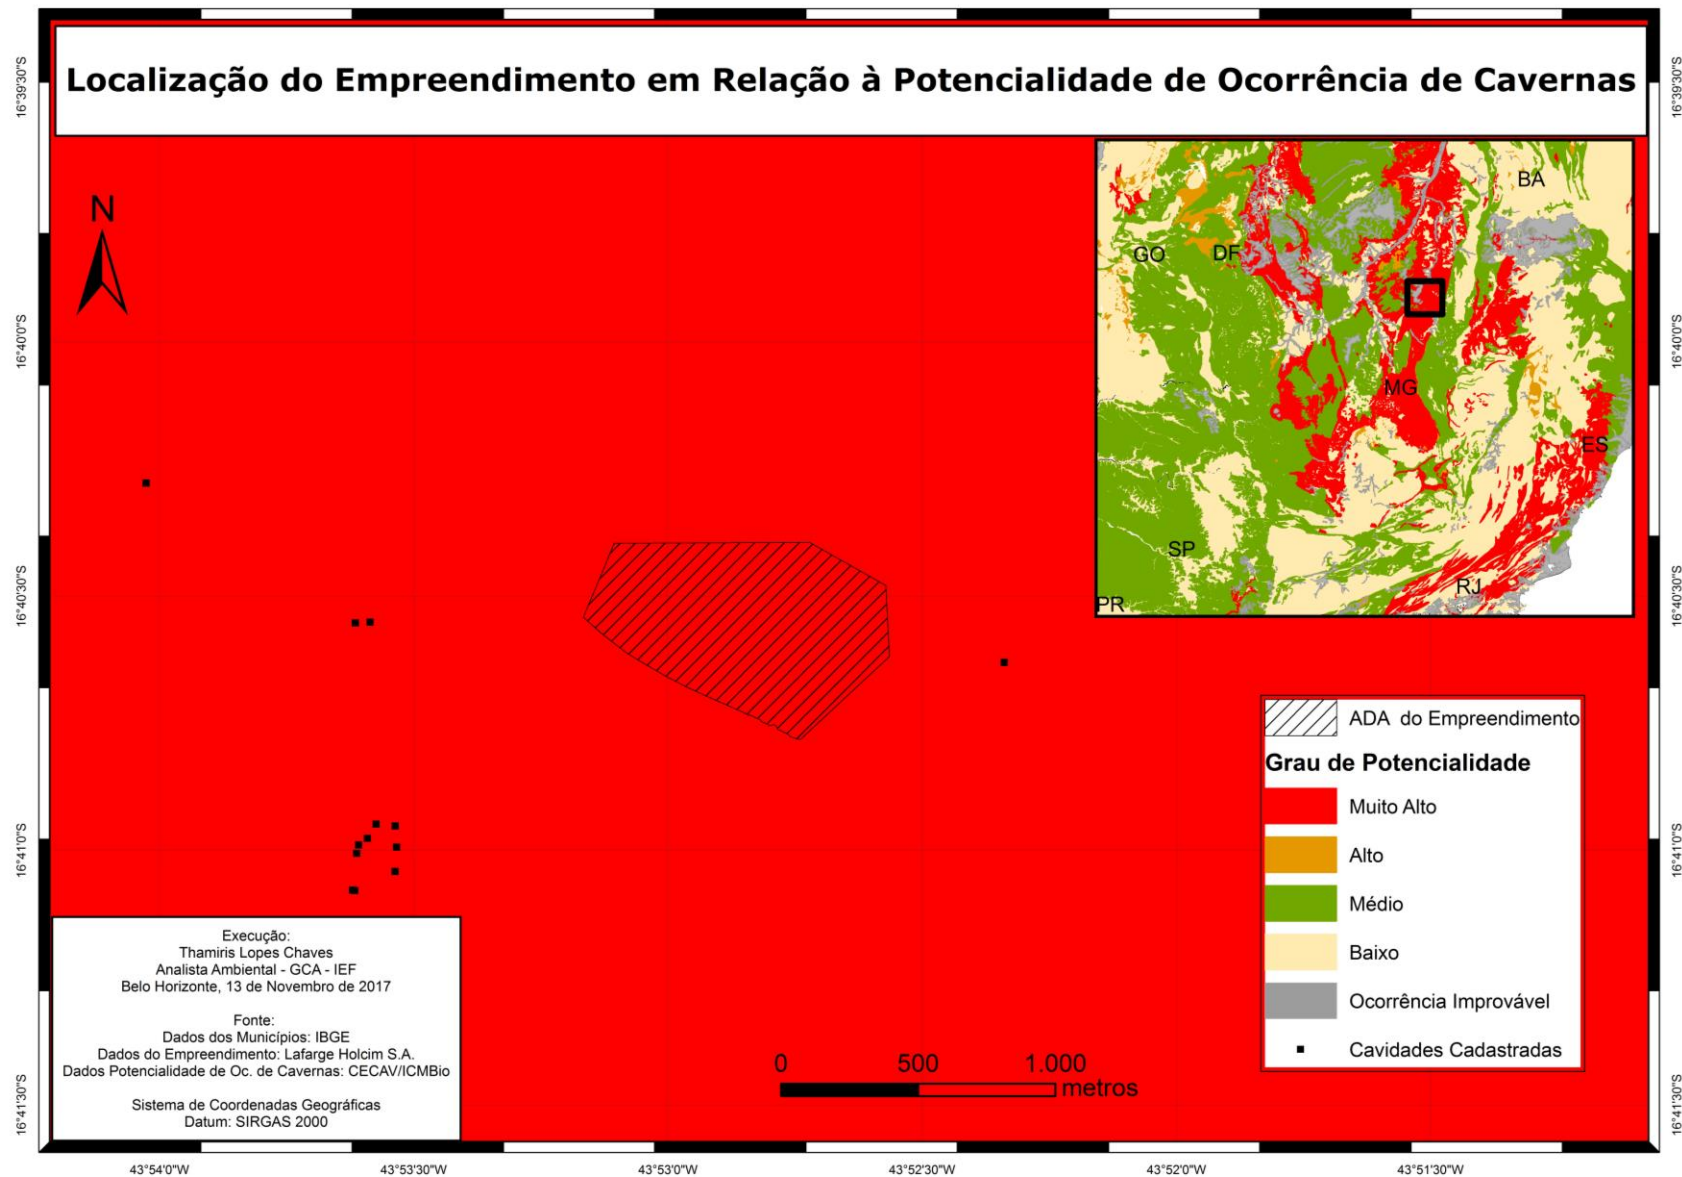 Localização do Empreendimento em Relação à Potencialidade de Ocorrência de Cavernas
N
BA
GO
DF
MG
ES
SP
RJ
PR
ADA do Empreendimento
Grau de Potencialidade
Muito Alto
Alto
Médio
Baixo
Ocorrência Improvável
Cavidades Cadastradas
Execução:
Thamiris Lopes Chaves
Analista Ambiental - GCA - IEF
Belo Horizonte, 13 de Novembro de 2017
Fonte:
Dados dos Municípios: IBGE
Dados do Empreendimento: Lafarge Holcim S.A.
Dados Potencialidade de Oc. de Cavernas: CECAV/ICMBio
Sistema de Coordenadas Geográficas
Datum: SIRGAS 2000
0 500 1.000
metros
16°39'30"S
16°40'0"S
16°40'30"S
16°41'0"S
16°41'30"S
16°39'30"S
16°40'0"S
16°40'30"S
16°41'0"S
16°41'30"S
43°54'0"W 43°53'30"W 43°53'0"W 43°52'30"W 43°52'0"W 43°51'30"W